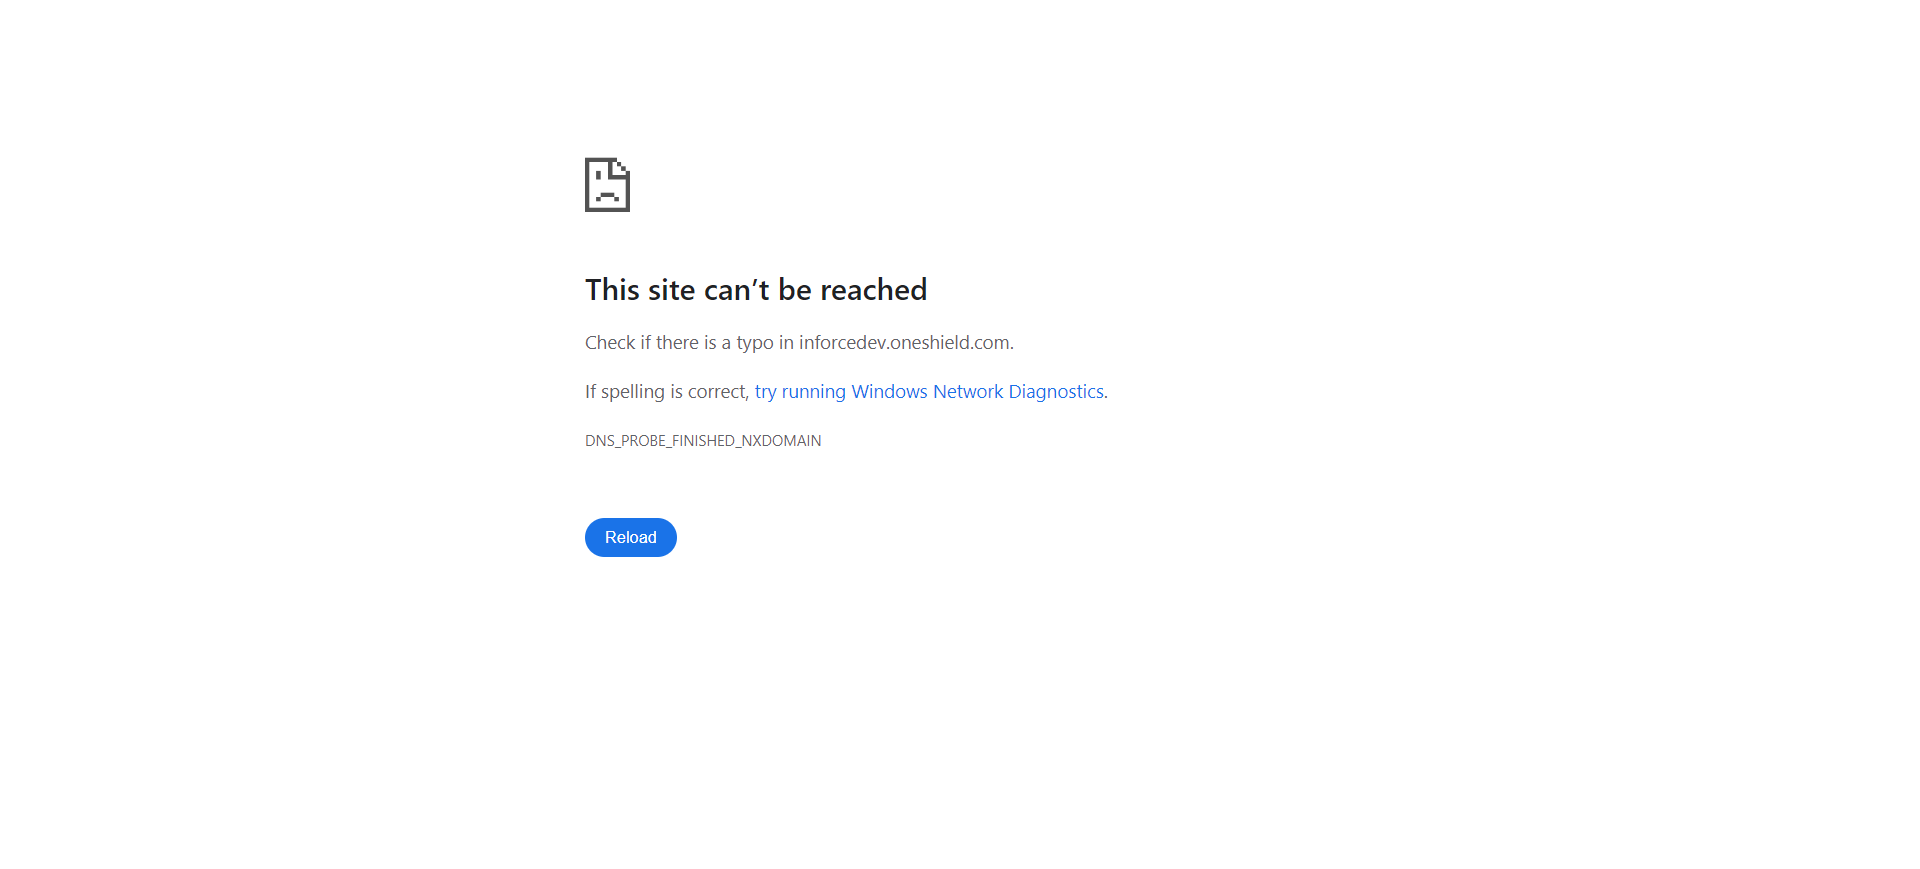 This site can’t be reached
Check if there is a typo in inforcedev.oneshield.com.
If spelling is correct, try running Windows Network Diagnostics.
DNS_PROBE_FINISHED_NXDOMAIN
Reload